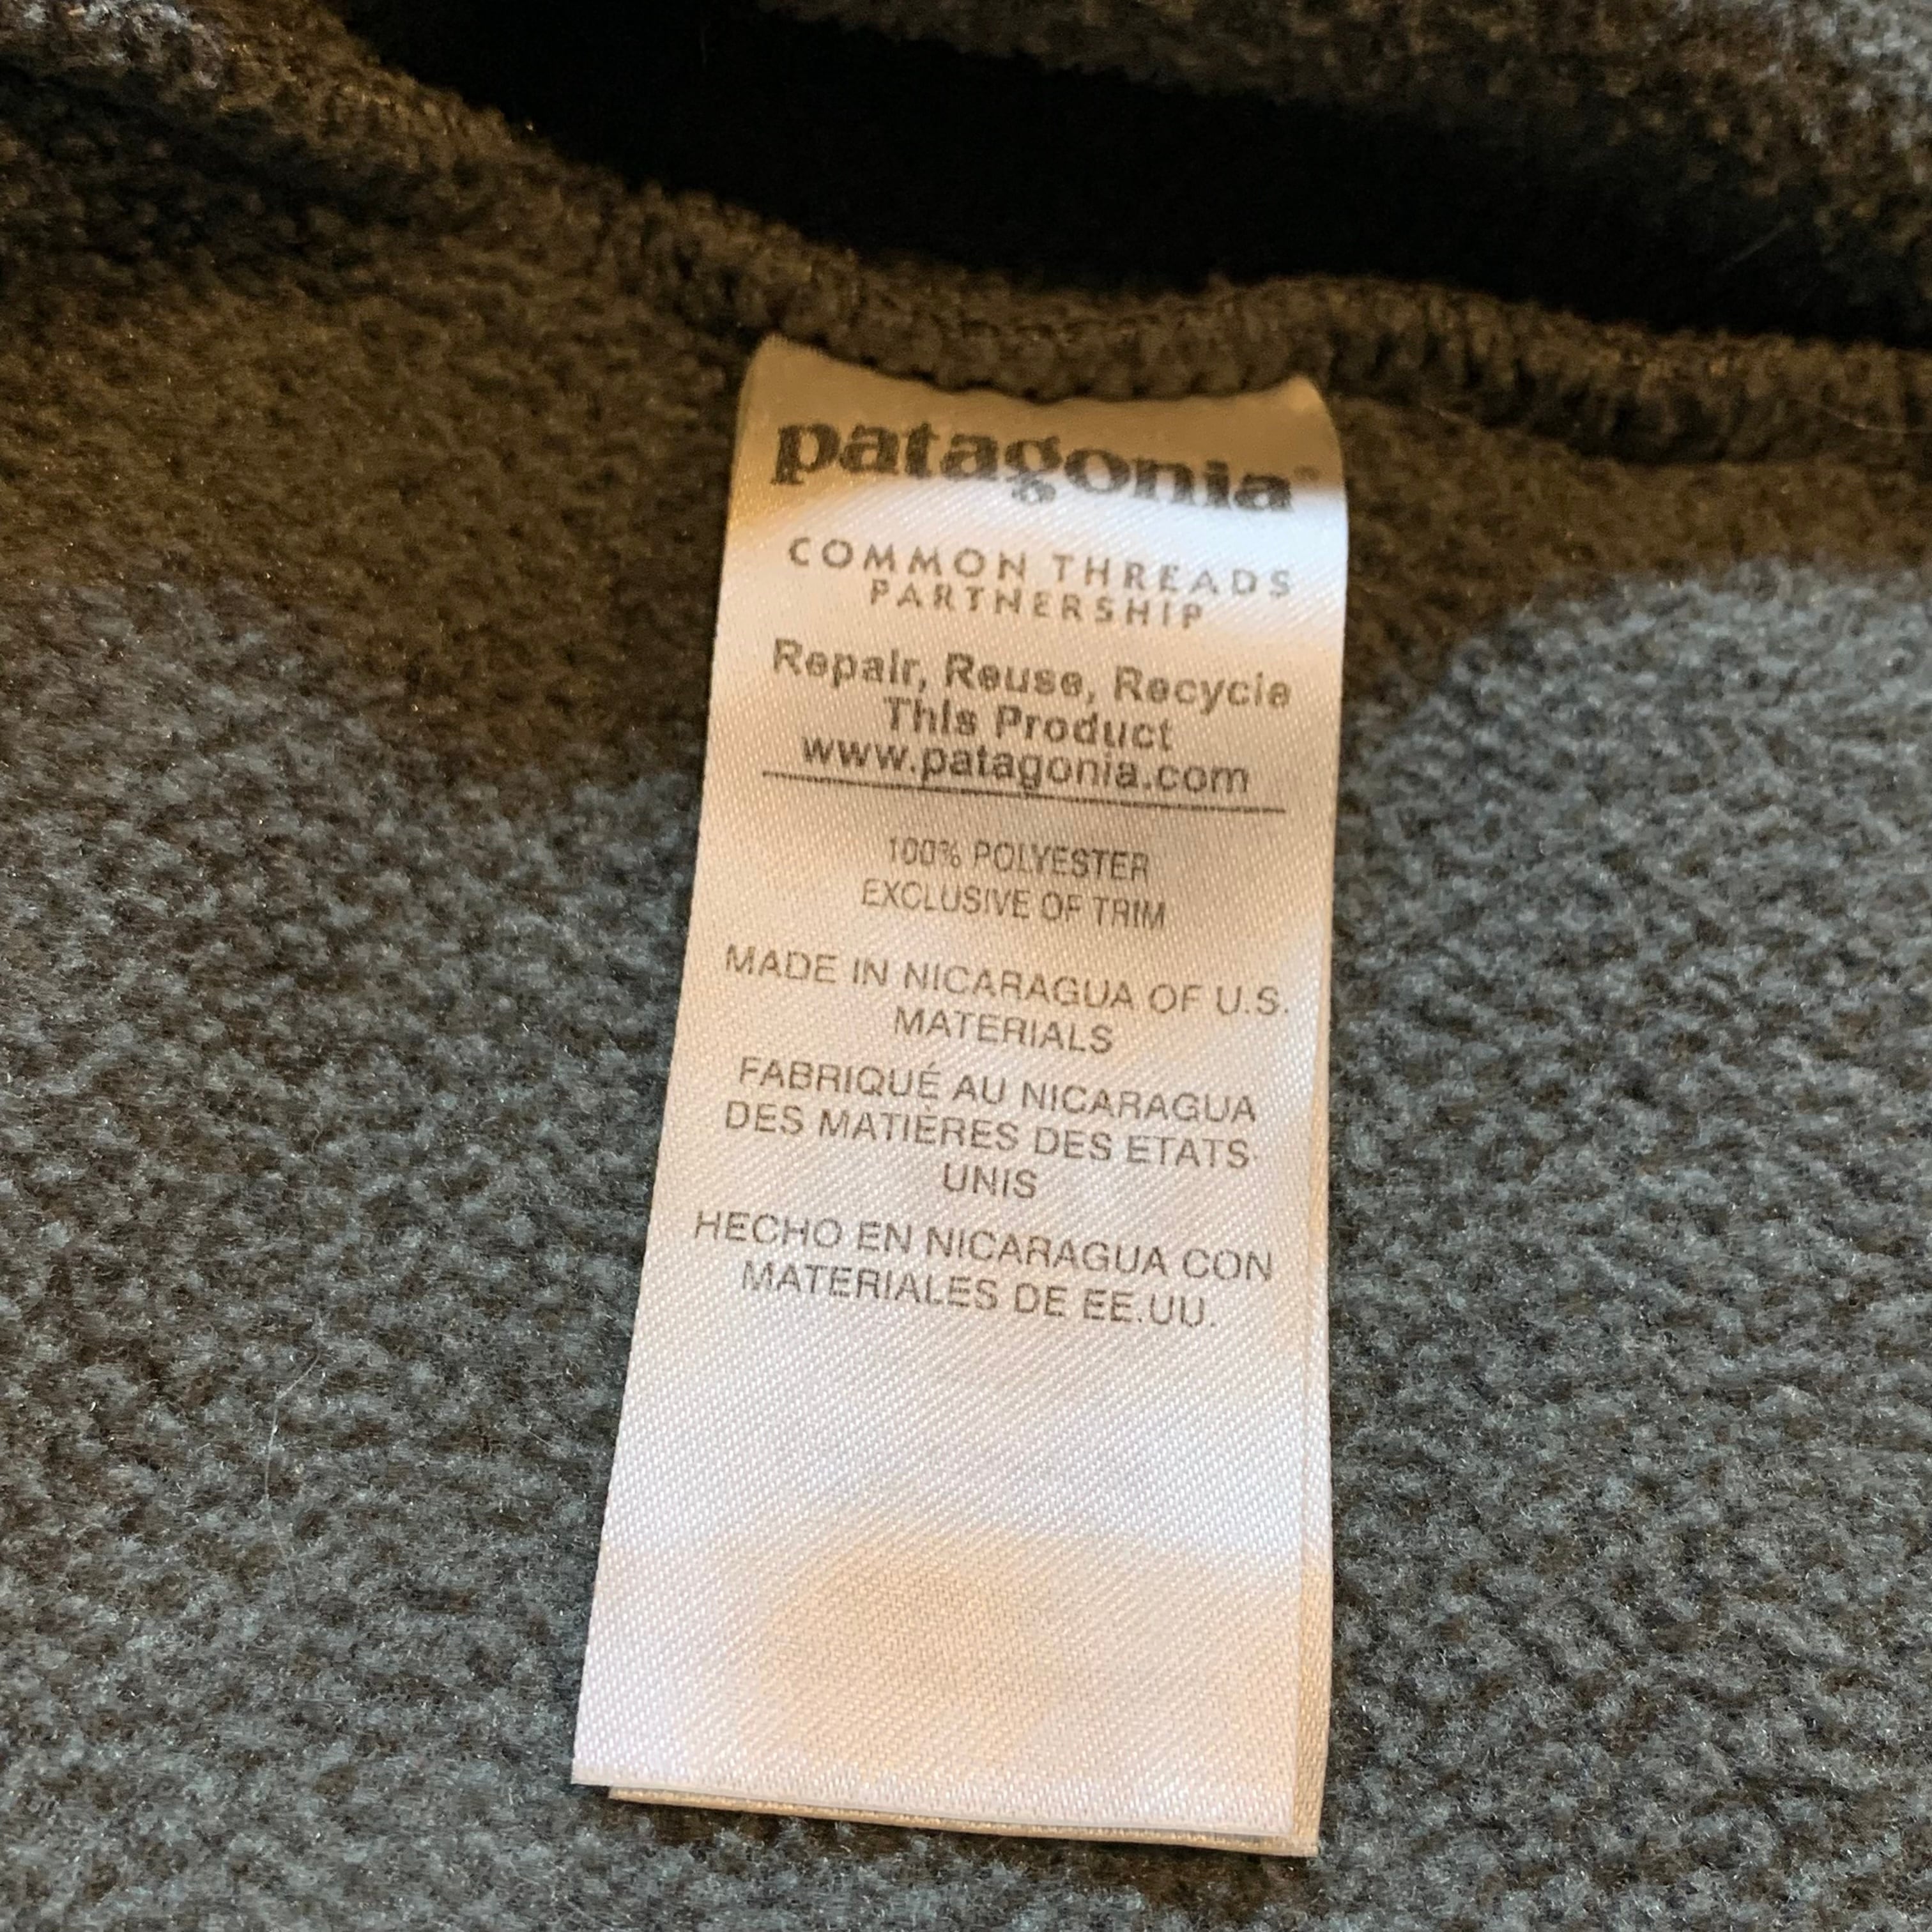 patagonia®
COMMON THREADS
PARTNERSHIP
Repair, Reuse, Recycle
This Product
www.patagonia.com
100% POLYESTER
EXCLUSIVE OF TRIM
MADE IN NICARAGUA OF U.S.
MATERIALS
FABRIQUÉ AU NICARAGUA
DES MATIÈRES DES ETATS-
UNIS
HECHO EN NICARAGUA CON
MATERIALES DE EE.UU.